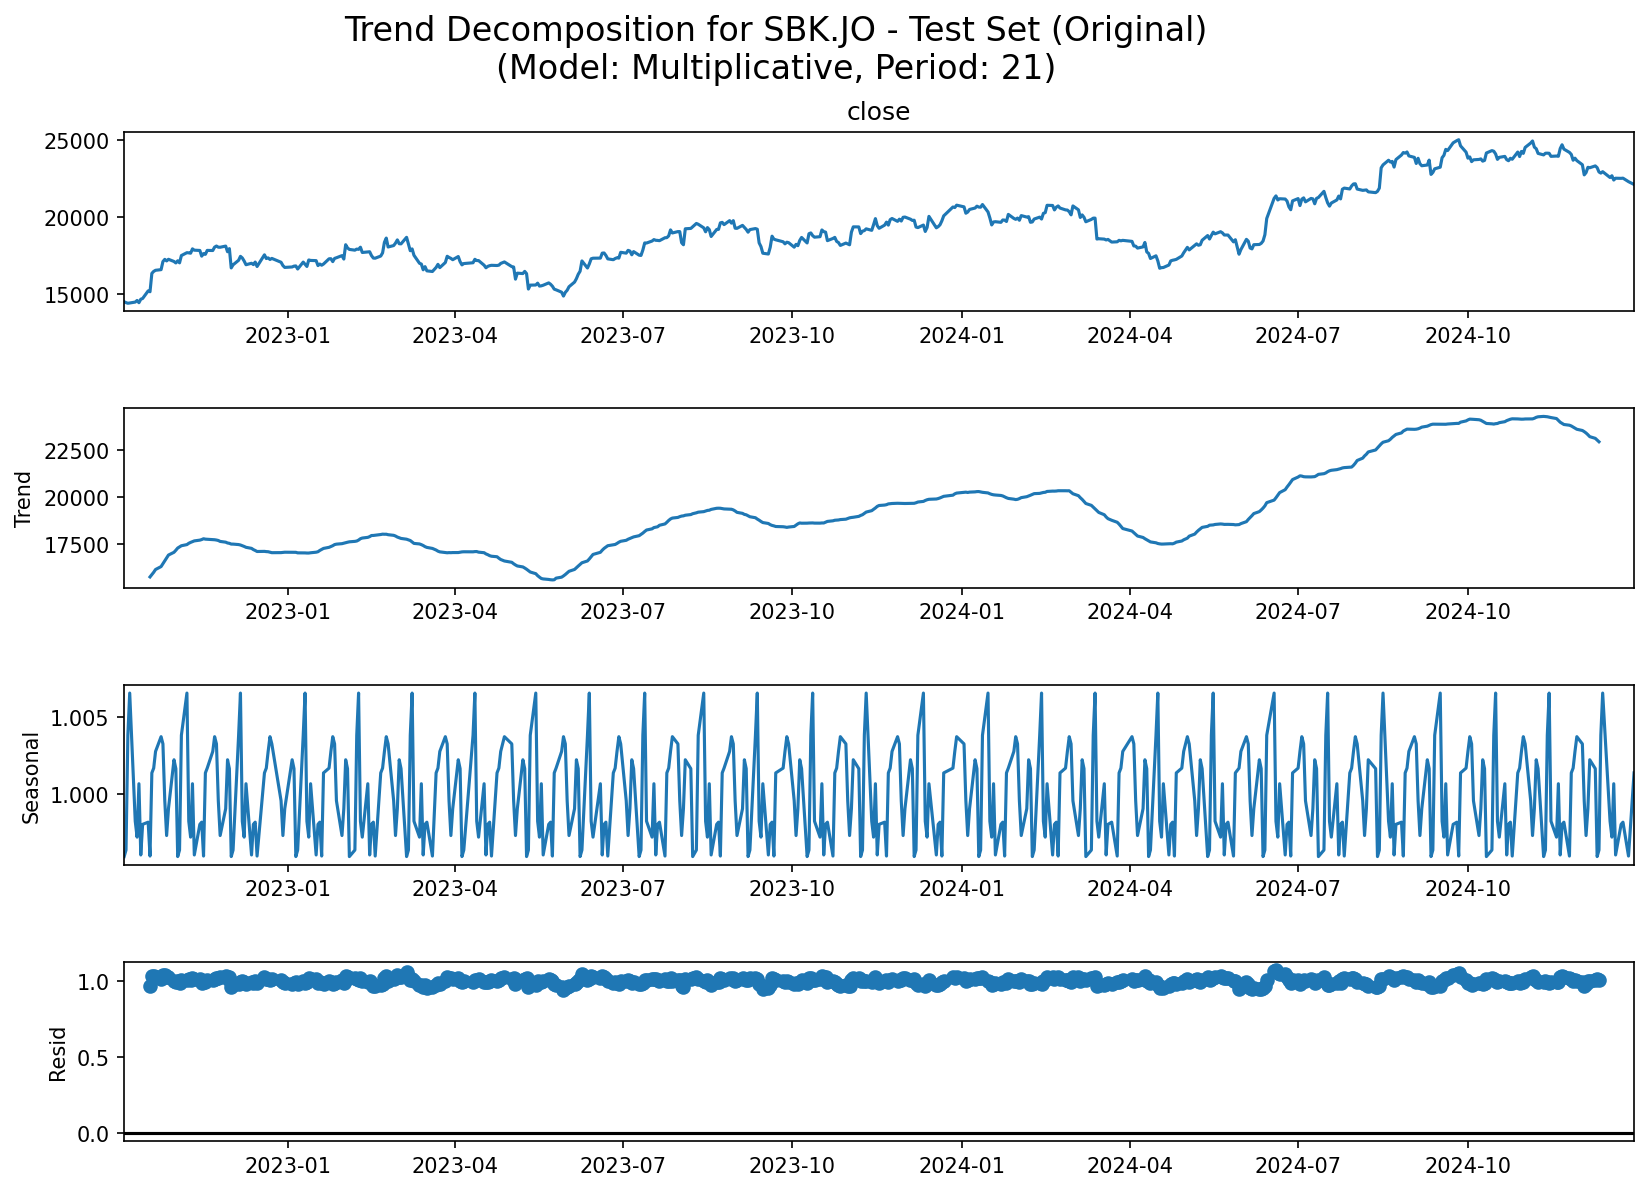 Trend Decomposition for SBK.JO - Test Set (Original)
(Model: Multiplicative, Period: 21)
close
25000
20000
15000
2023-01 2023-04 2023-07 2023-10 2024-01 2024-04 2024-07 2024-10
Trend
22500
20000
17500
2023-01 2023-04 2023-07 2023-10 2024-01 2024-04 2024-07 2024-10
Seasonal
1.005
1.000
2023-01 2023-04 2023-07 2023-10 2024-01 2024-04 2024-07 2024-10
Resid
1.0
0.5
0.0
2023-01 2023-04 2023-07 2023-10 2024-01 2024-04 2024-07 2024-10